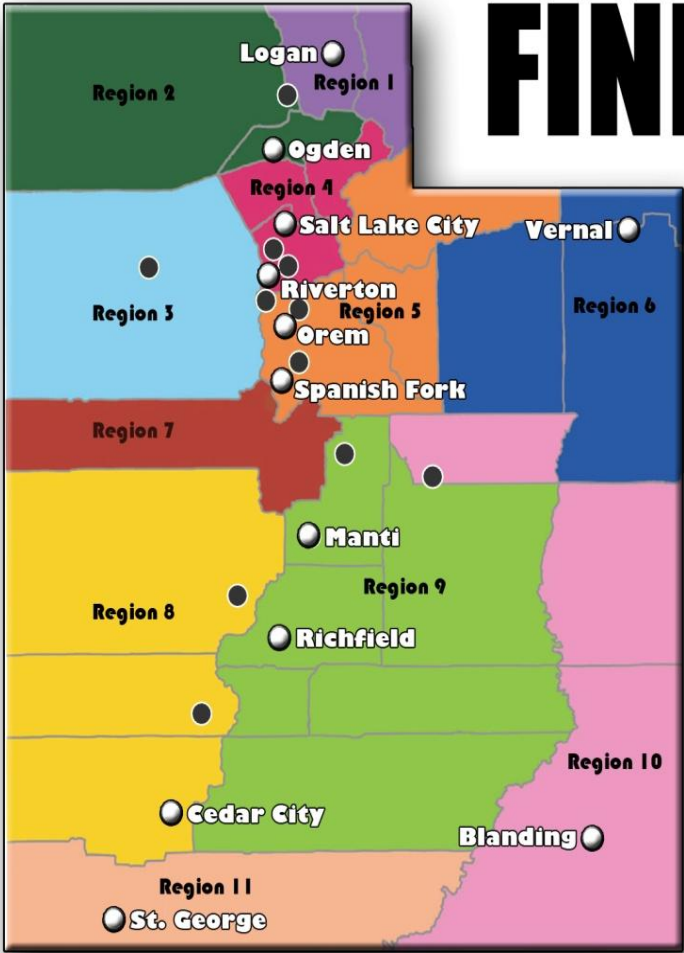 FIN
Logan
Region 1
Region 2
Ogden
Region 4
Salt Lake City
Vernal
Riverton
Region 3
Region 5
Region 6
Orem
Spanish Fork
Region 7
Manti
Region 9
Region 8
Richfield
Region 10
Cedar City
Blanding
Region 11
St. George